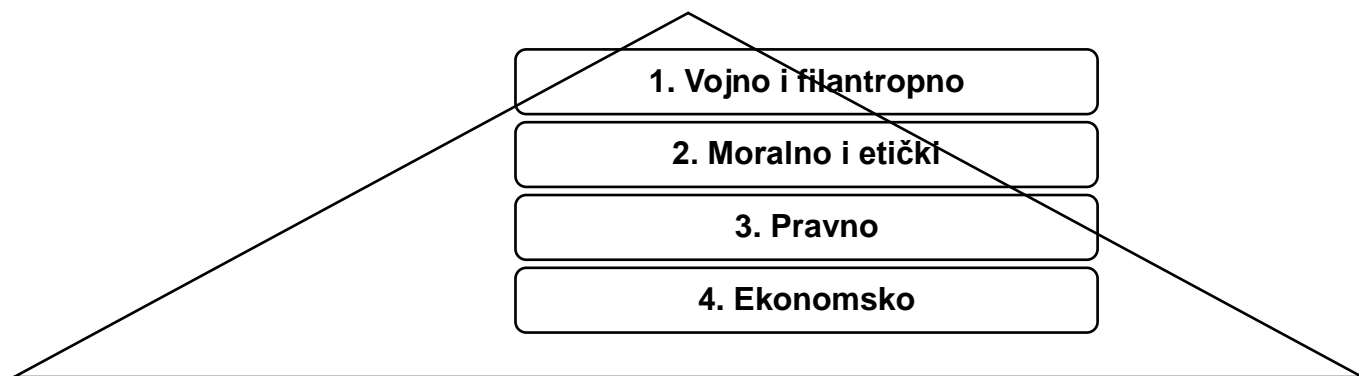 1. Vojno i filantropno
2. Moralno i etički
3. Pravno
4. Ekonomsko